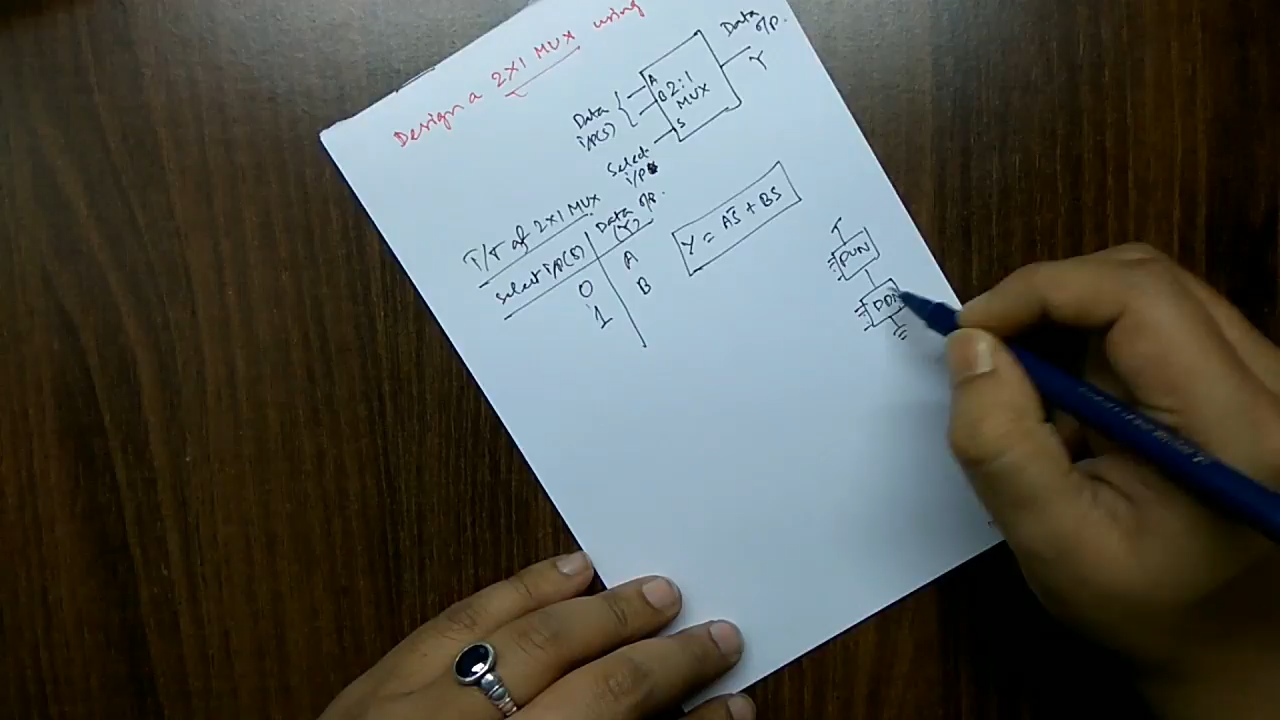 Design a 2x1 MUX using
Data
o/p.
Y
A
B 2:1
MUX
S
Data
i/p(s)
Select
i/p
T/T of 2x1 MUX
select i/p(s) Data o/p.
(Y)
0 A
1 B
Y = AS̅ + BS
PUN
PDN